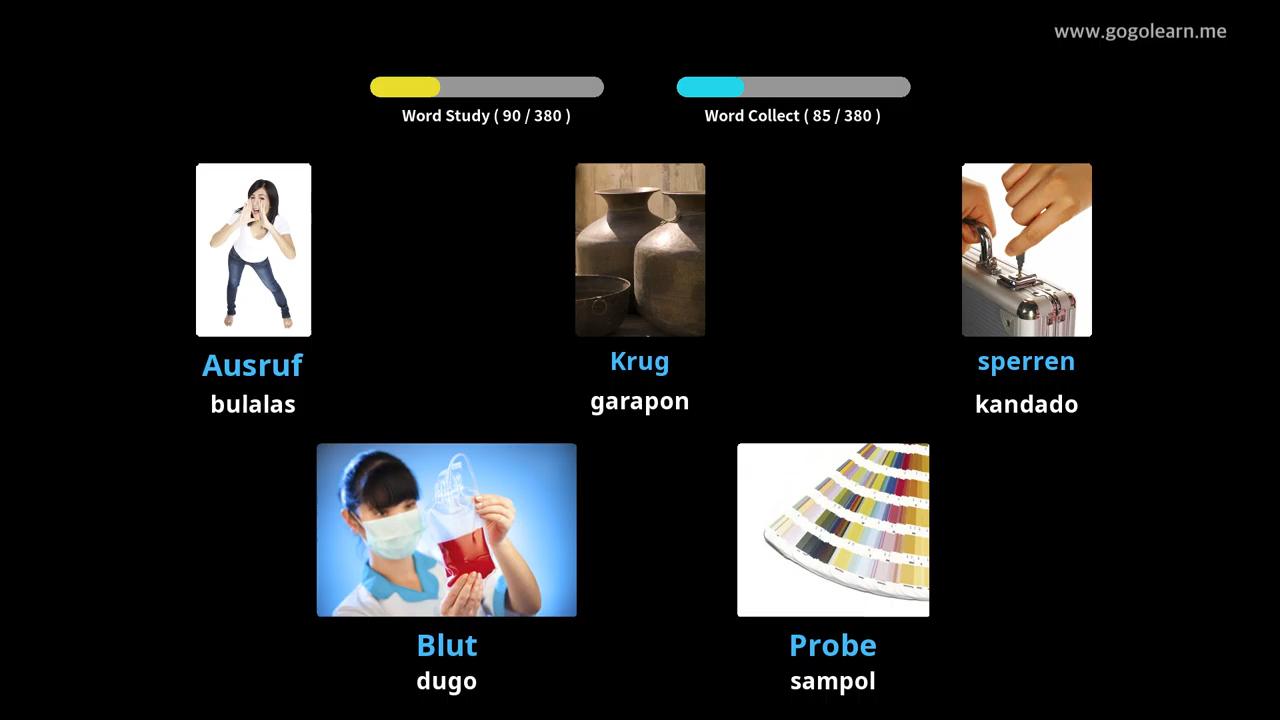 www.gogolearn.me
Word Study ( 90 / 380 )
Word Collect ( 85 / 380 )
Ausruf
bulalas
Krug
garapon
sperren
kandado
Blut
dugo
Probe
sampol